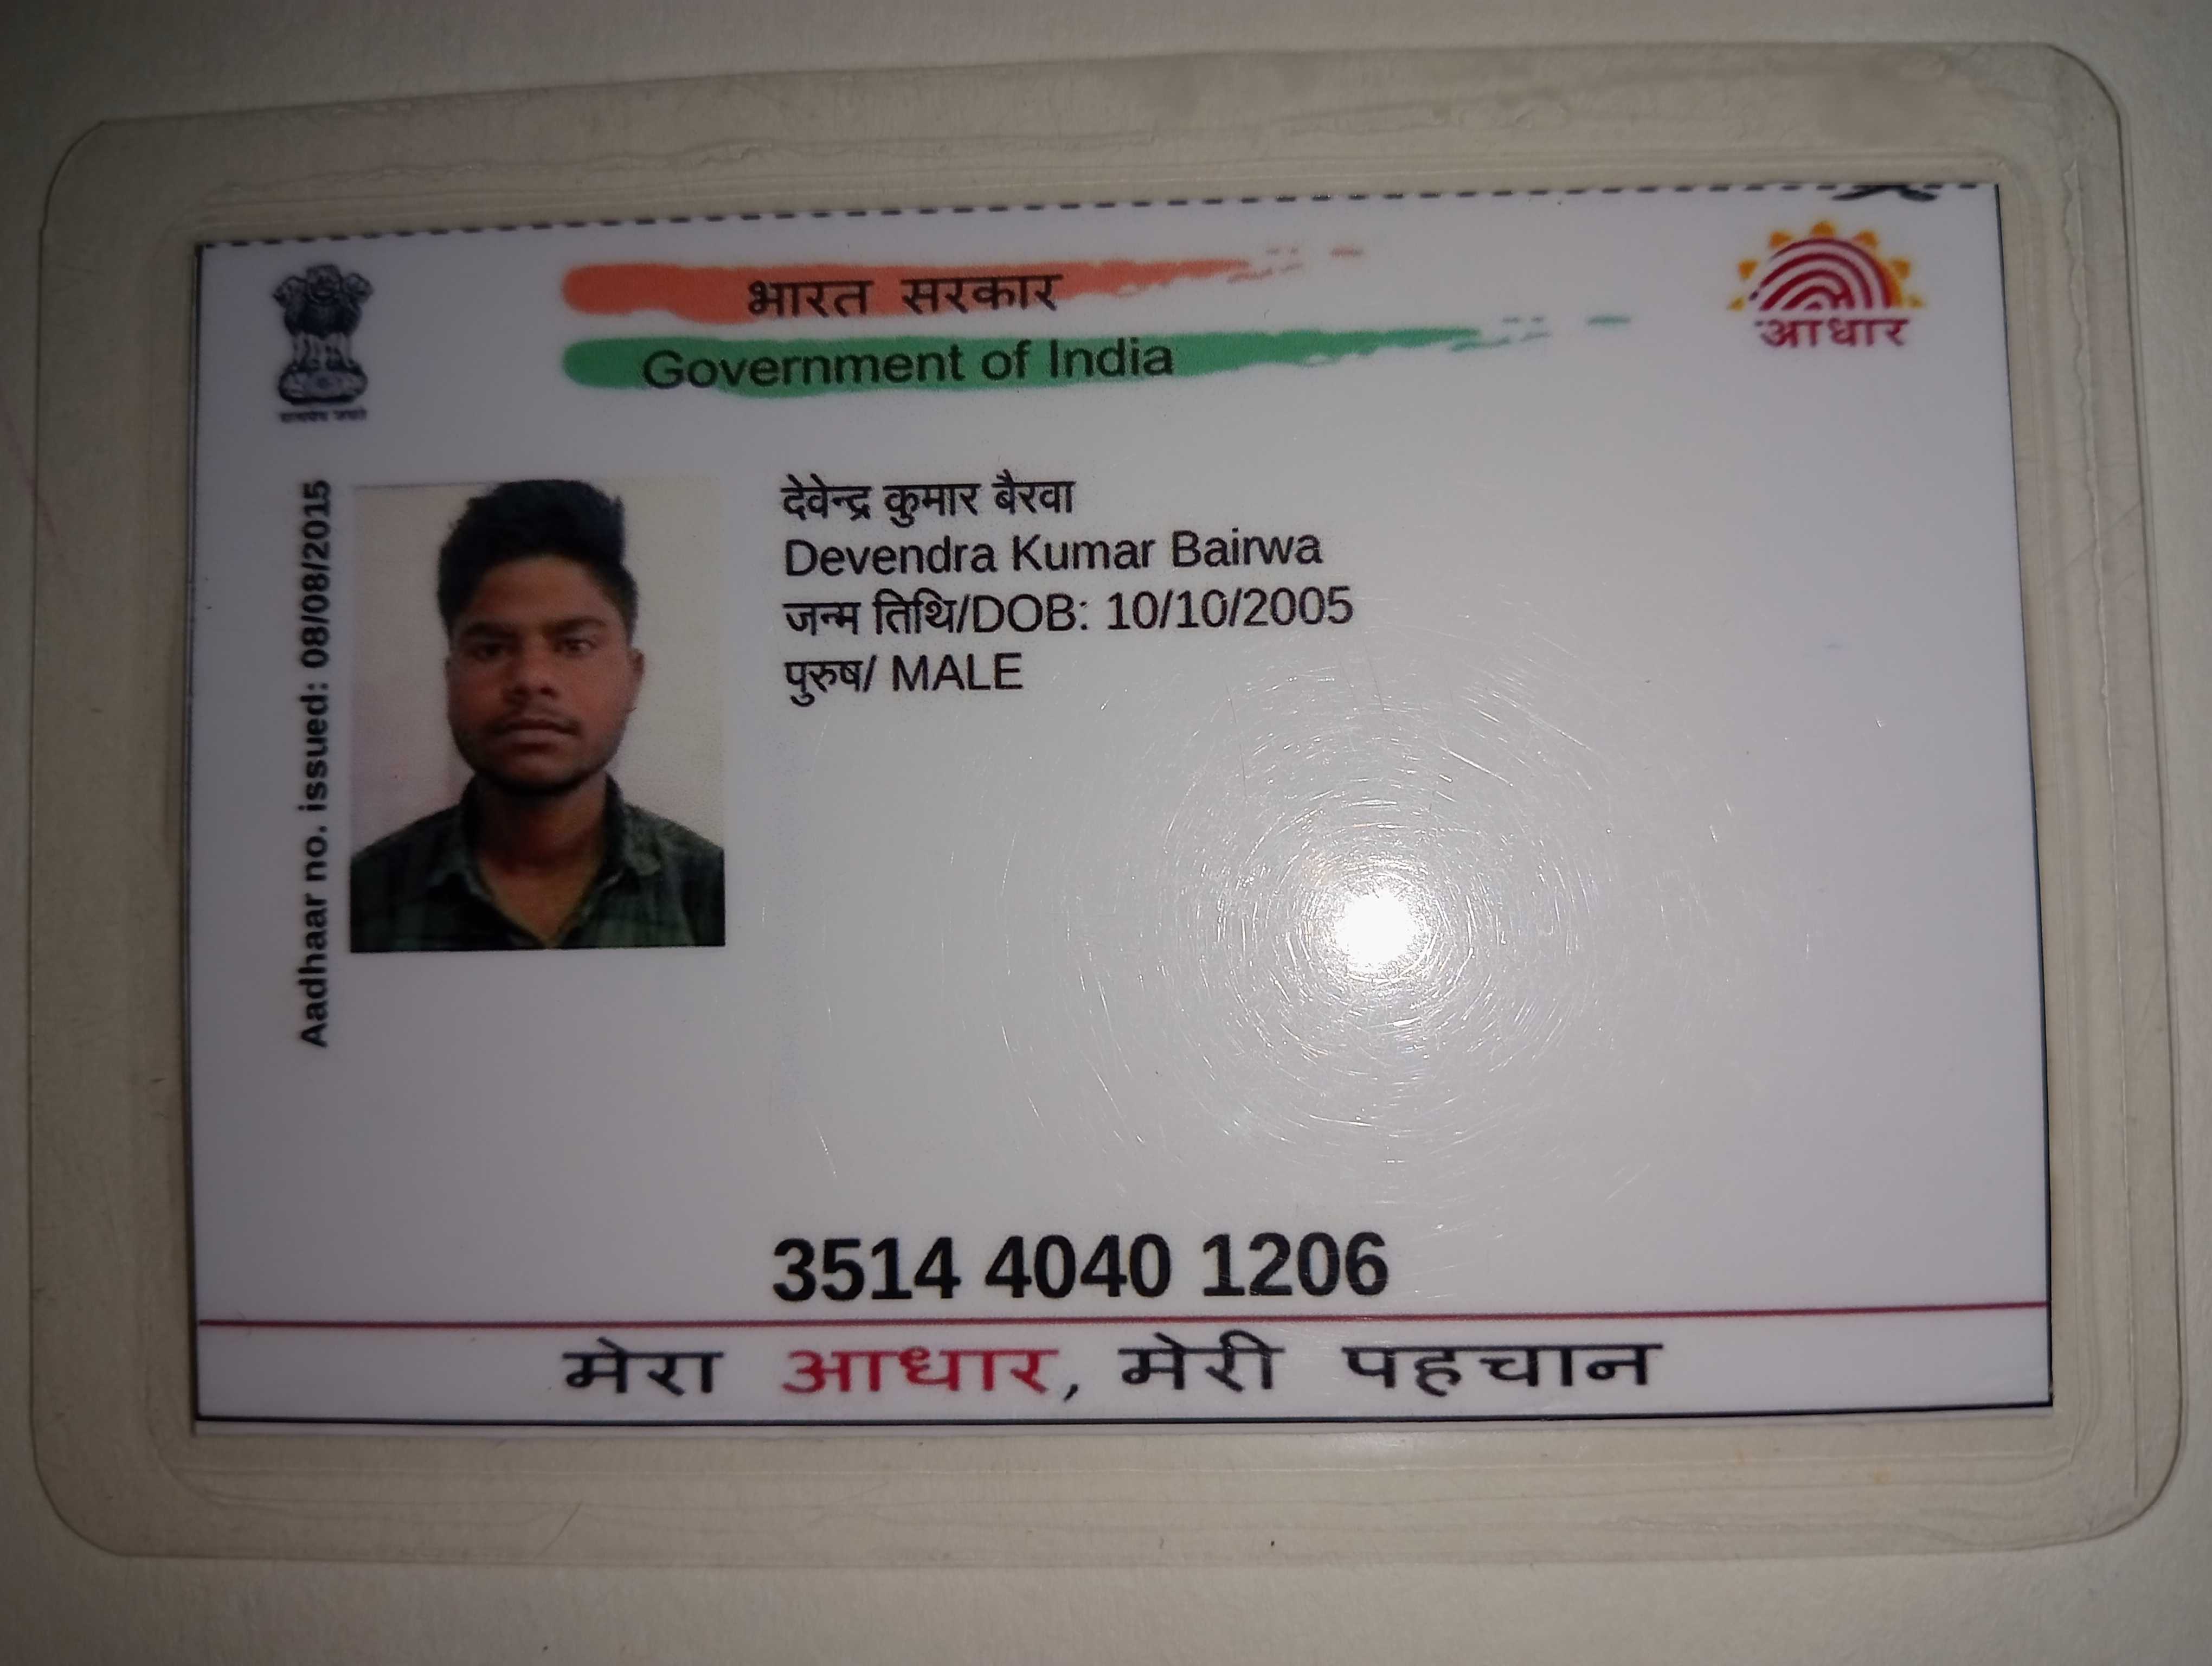 भारत सरकार
Government of India
आधार
Aadhaar no. issued: 08/08/2015
देवेन्द्र कुमार बैरवा
Devendra Kumar Bairwa
जन्म तिथि/DOB: 10/10/2005
पुरुष/ MALE
3514 4040 1206
मेरा आधार, मेरी पहचान